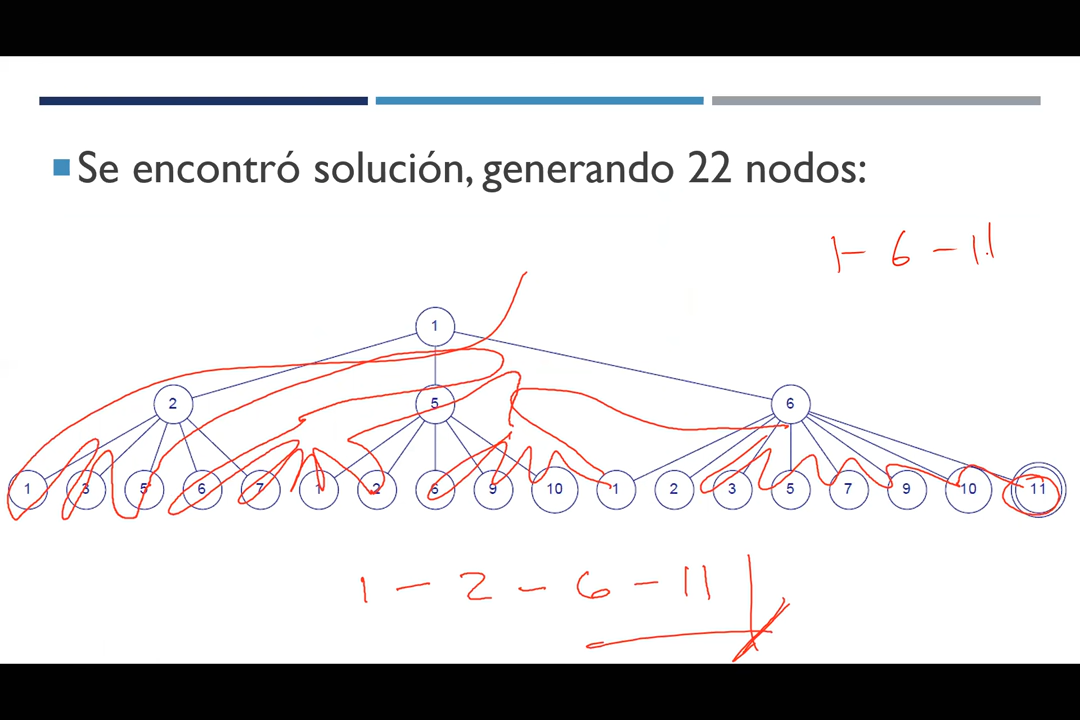 Se encontró solución, generando 22 nodos:
1 - 6 - 11
1
2 5 6
1 3 5 6 7 1 2 6 9 10 1 2 3 5 7 9 10 11
1 - 2 - 6 - 11